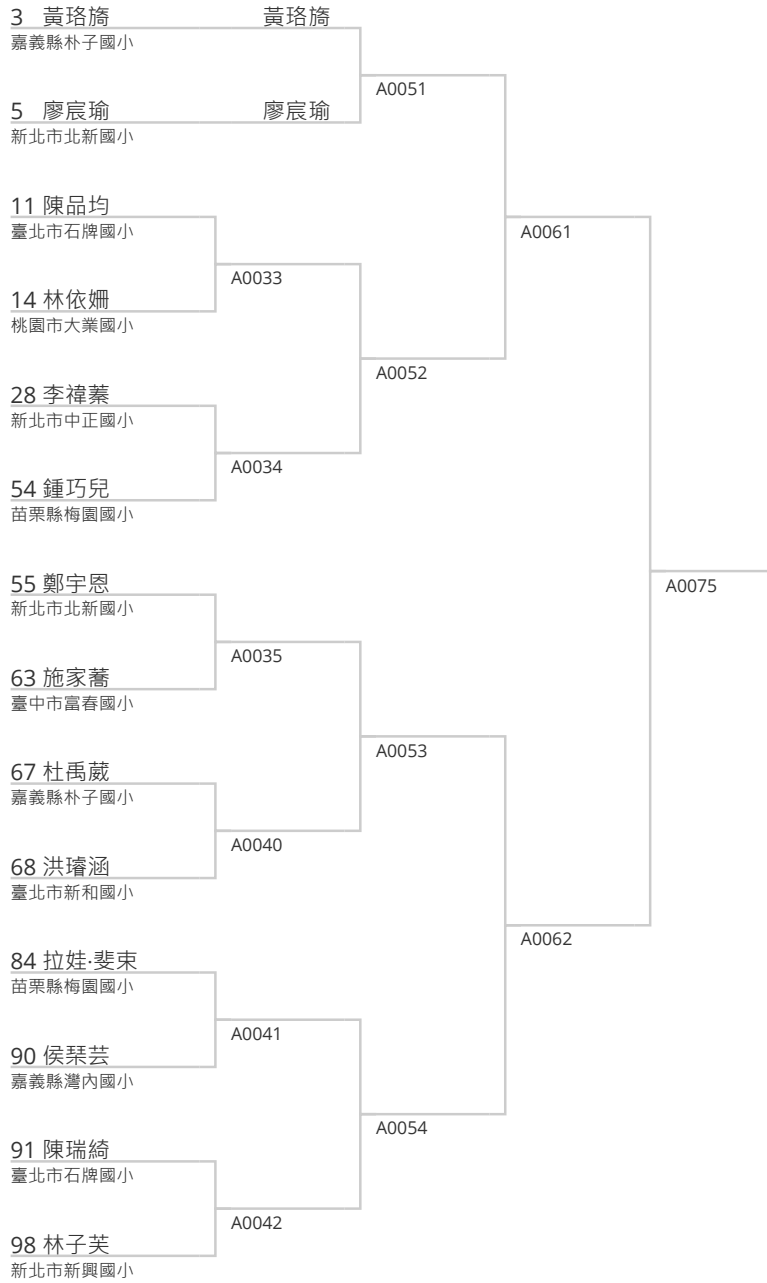 3 黃珞旖 黃珞旖
嘉義縣朴子國小
A0051
5 廖宸瑜 廖宸瑜
新北市北新國小
11 陳品均
臺北市石牌國小
A0061
A0033
14 林依姍
桃園市大業國小
A0052
28 李禕蓁
新北市中正國小
A0034
54 鍾巧兒
苗栗縣梅園國小
55 鄭宇恩
新北市北新國小
A0075
A0035
63 施家蕎
臺中市富春國小
A0053
67 杜禹葳
嘉義縣朴子國小
A0040
68 洪璿涵
臺北市新和國小
A0062
84 拉娃·斐束
苗栗縣梅園國小
A0041
90 侯琹芸
嘉義縣灣內國小
A0054
91 陳瑞綺
臺北市石牌國小
A0042
98 林子芙
新北市新興國小